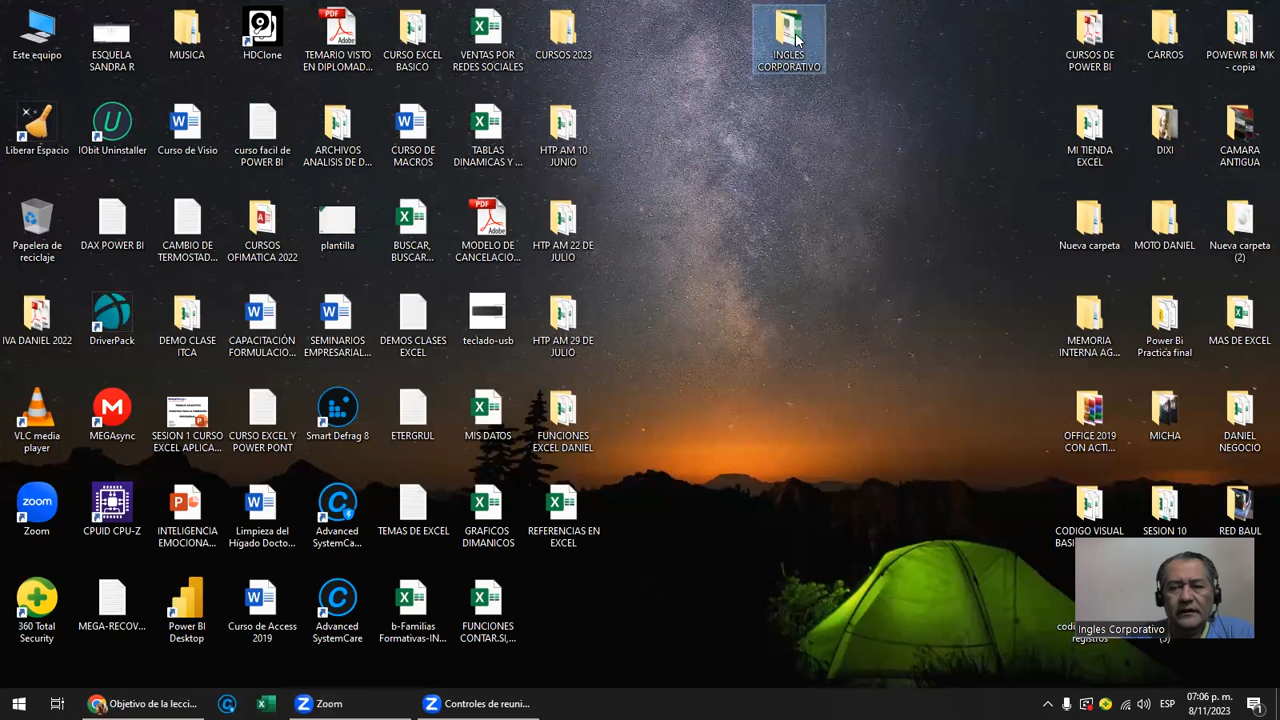 Este equipo
ESCUELA
SANDRA R
MUSICA
HDClone
TEMARIO VISTO
EN DIPLOMAD...
CURSO EXCEL
BASICO
VENTAS POR
REDES SOCIALES
CURSOS 2023
INGLES
CORPORATIVO
CURSOS DE
POWER BI
CARROS
POWEWR BI MK
- copia
Liberar Espacio
IObit Uninstaller
Curso de Visio
curso facil de
POWER BI
ARCHIVOS
ANALISIS DE D...
CURSO DE
MACROS
TABLAS
DINAMICAS Y ...
HTP AM 10
JUNIO
MI TIENDA
EXCEL
DIXI
CAMARA
ANTIGUA
Papelera de
reciclaje
DAX POWER BI
CAMBIO DE
TERMOSTAD...
CURSOS
OFIMATICA 2022
plantilla
BUSCAR,
BUSCAR...
MODELO DE
CANCELACIO...
HTP AM 22 DE
JULIO
Nueva carpeta
MOTO DANIEL
Nueva carpeta
(2)
IVA DANIEL 2022
DriverPack
DEMO CLASE
ITCA
CAPACITACIÓN
FORMULACIO...
SEMINARIOS
EMPRESARIAL...
DEMOS CLASES
EXCEL
teclado-usb
HTP AM 29 DE
JULIO
MEMORIA
INTERNA AG...
Power Bi
Practica final
MAS DE EXCEL
VLC media
player
MEGAsync
SESION 1 CURSO
EXCEL APLICA...
CURSO EXCEL Y
POWER PONT
Smart Defrag 8
ETERGRUL
MIS DATOS
FUNCIONES
EXCEL DANIEL
OFFICE 2019
CON ACTI...
MICHA
DANIEL
NEGOCIO
Zoom
CPUID CPU-Z
INTELIGENCIA
EMOCIONA...
Limpieza del
Hígado Docto...
Advanced
SystemCa...
TEMAS DE EXCEL
GRAFICOS
DIMANICOS
REFERENCIAS EN
EXCEL
CODIGO VISUAL
SESION 10
RED BAUL
360 Total
Security
MEGA-RECOV...
Power BI
Desktop
Curso de Access
2019
Advanced
SystemCare
b-Familias
Formativas-IN...
FUNCIONES
CONTAR.SI,...
Ingles Corporativo
Objetivo de la lecci...
Zoom
Controles de reuni...
ESP
07:06 p. m.
8/11/2023